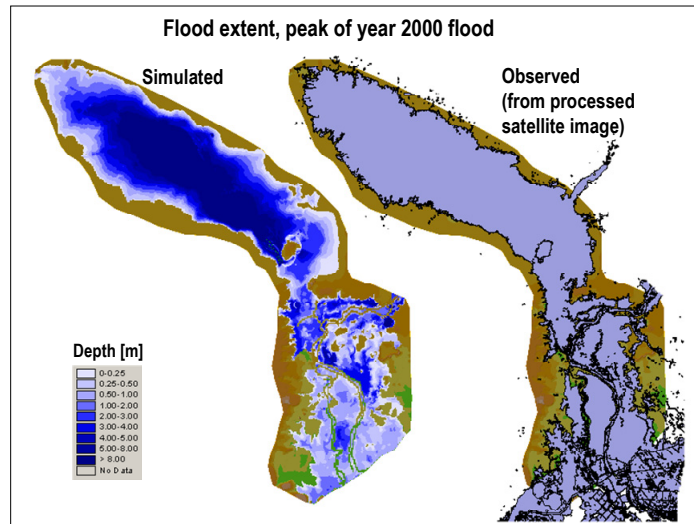 Flood extent, peak of year 2000 flood
Simulated
Observed
(from processed
satellite image)
Depth [m]
0-0.25
0.25-0.50
0.50-1.00
1.00-2.00
2.00-3.00
3.00-4.00
4.00-5.00
5.00-8.00
> 8.00
No Data